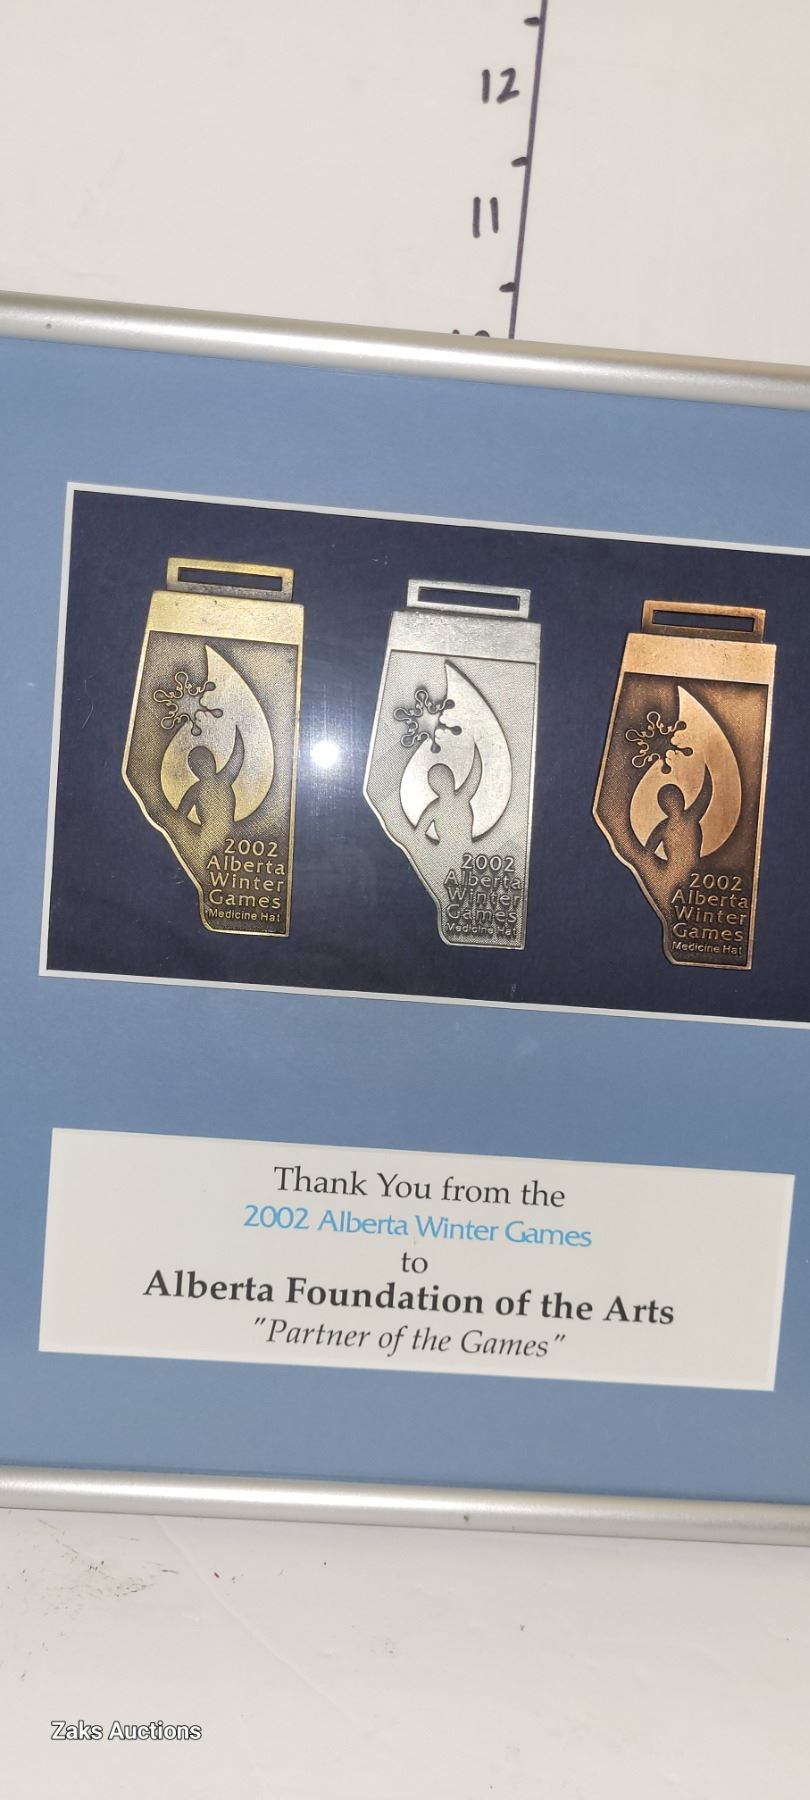 12
11
2002
Alberta
Winter
Games
Medicine Hat
2002
Alberta
Winter
Games
Medicine Hat
2002
Alberta
Winter
Games
Medicine Hat
Thank You from the
2002 Alberta Winter Games
to
Alberta Foundation of the Arts
"Partner of the Games"
Zaks Auctions